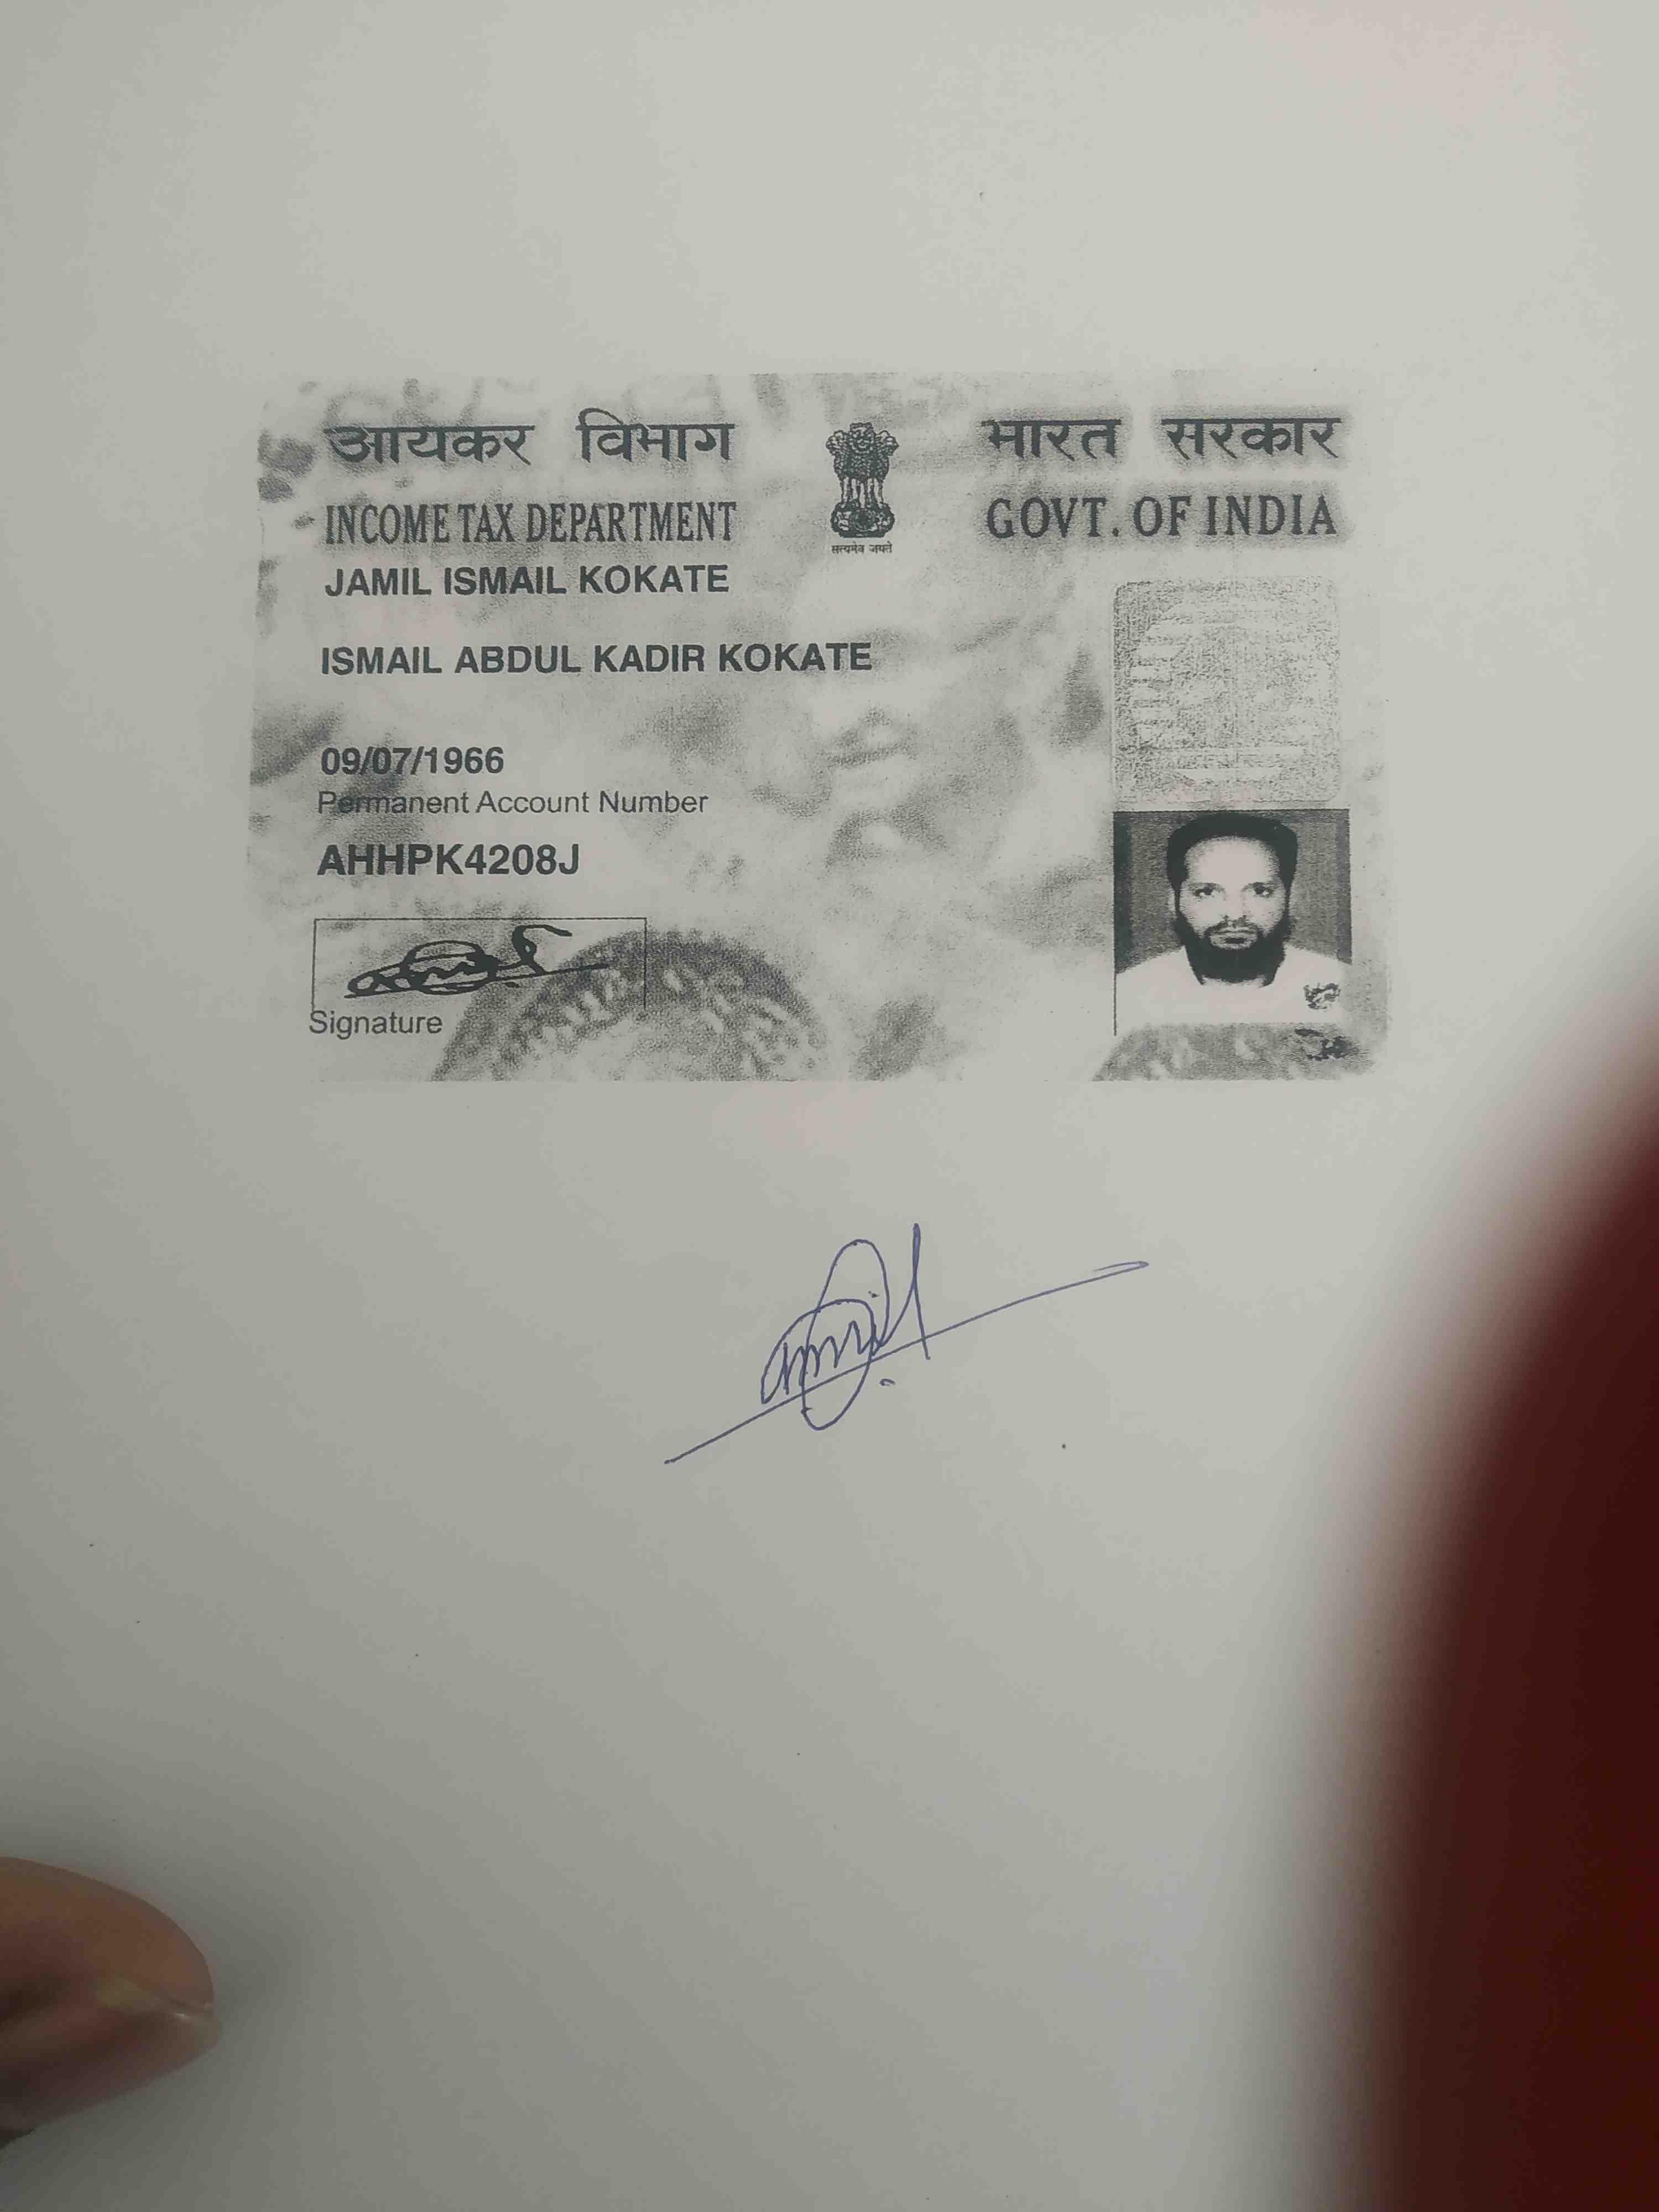 आयकर विभाग
भारत सरकार
INCOME TAX DEPARTMENT
GOVT. OF INDIA
सत्यमेव जयते
JAMIL ISMAIL KOKATE
ISMAIL ABDUL KADIR KOKATE
09/07/1966
Permanent Account Number
AHHPK4208J
Signature